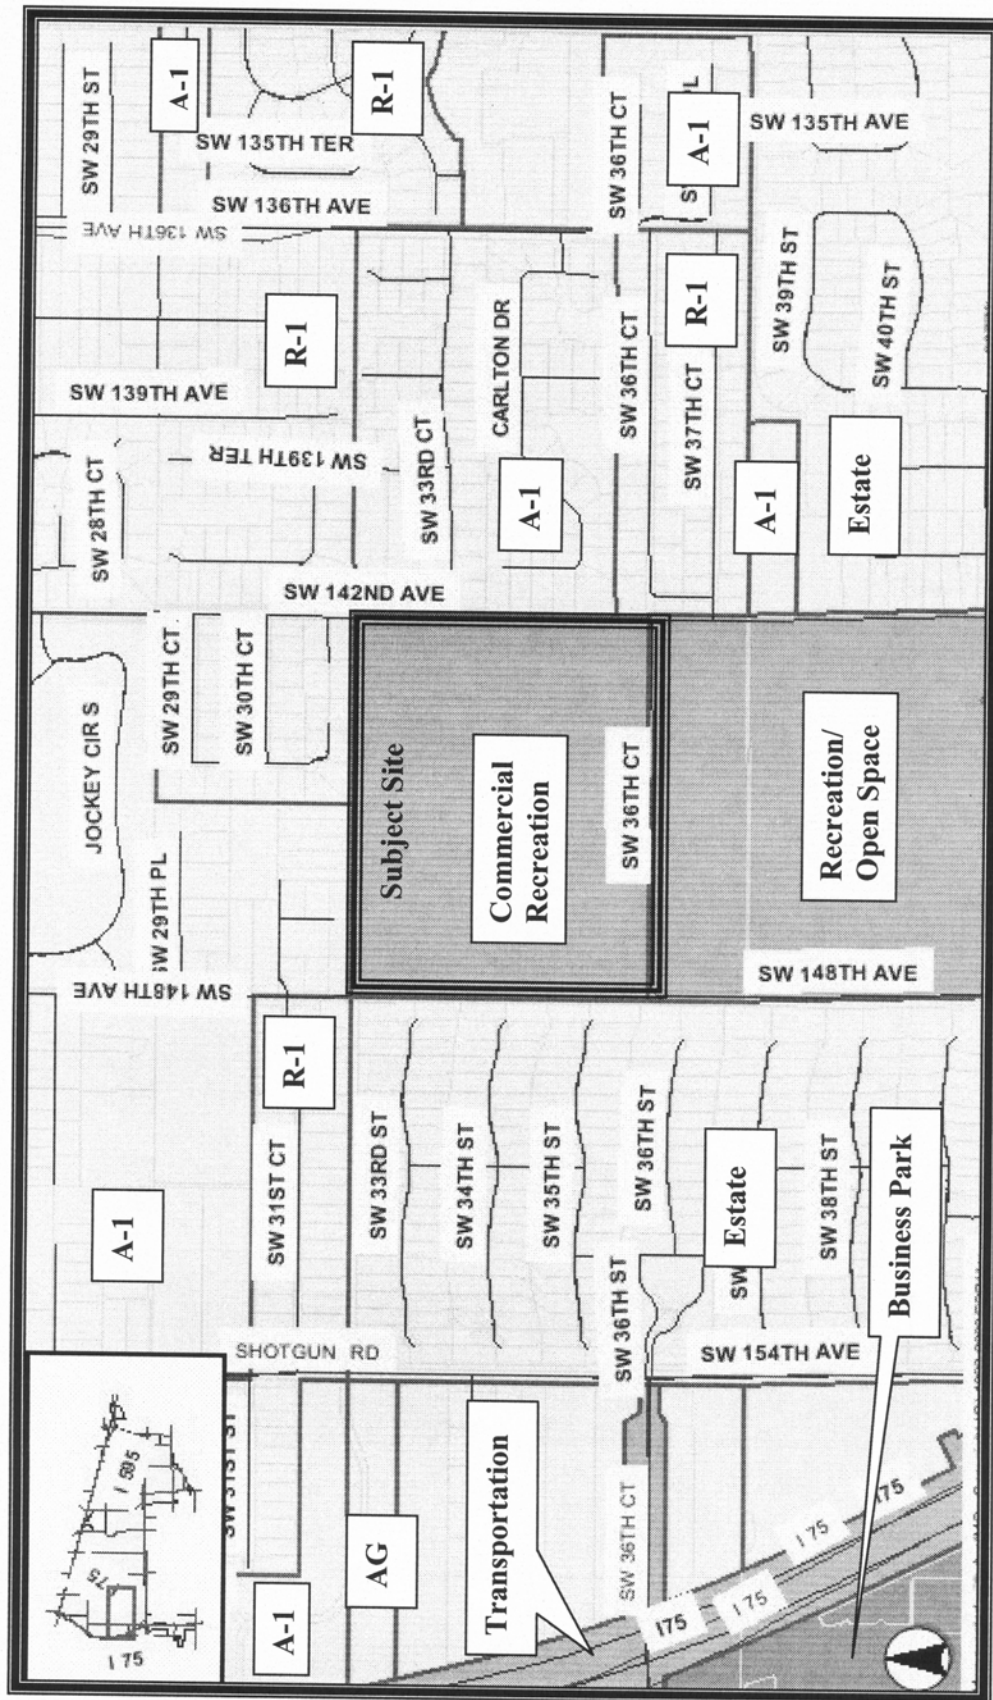 SW 29TH ST
A-1
SW 135TH TER
R-1
SW 136TH AVE
SW 136TH AVE
SW 36TH CT
A-1
PL
SW 135TH AVE
R-1
SW 139TH AVE
SW 139TH TER
SW 28TH CT
SW 33RD CT
CARLTON DR
A-1
SW 36TH CT
R-1
SW 37TH CT
SW 39TH ST
SW 40TH ST
A-1
Estate
SW 142ND AVE
JOCKEY CIR S
SW 29TH CT
SW 30TH CT
SW 29TH PL
SW 148TH AVE
Subject Site
Commercial
Recreation
SW 36TH CT
Recreation/
Open Space
SW 148TH AVE
A-1
R-1
SW 31ST CT
SW 33RD ST
SW 34TH ST
SW 35TH ST
SW 36TH ST
SW 36TH ST
Estate
SW
SW 38TH ST
Business Park
SHOTGUN RD
SW 154TH AVE
I 595
I 75
I 75
SW 31ST ST
A-1
AG
Transportation
SW 36TH CT
I75
I 75
I 75
I75